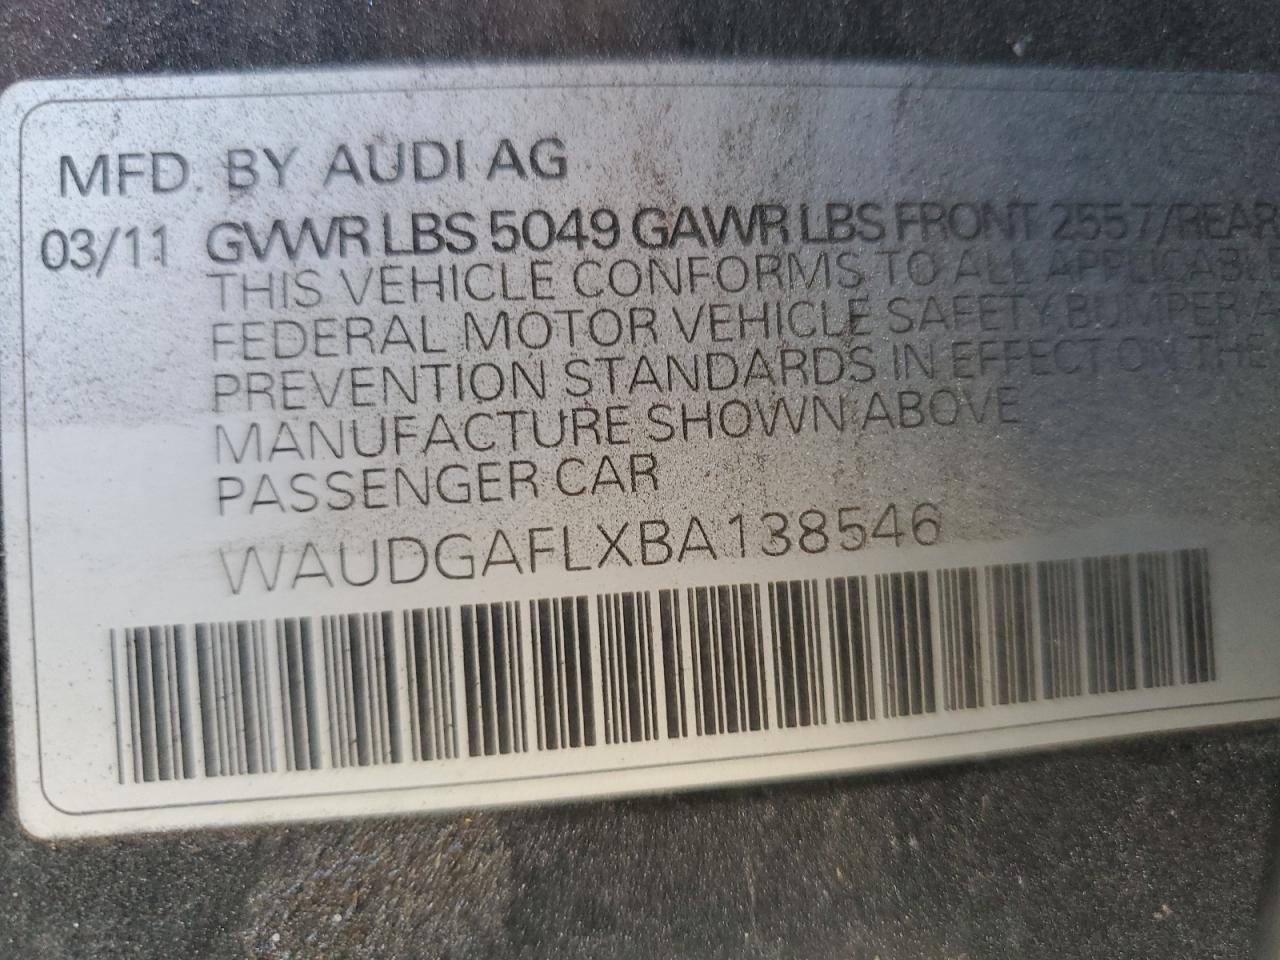 MFD. BY AUDI AG
03/11 GVWR LBS 5049 GAWR LBS FRONT 2557/REAR
THIS VEHICLE CONFORMS TO ALL APPLICABLE
FEDERAL MOTOR VEHICLE SAFETY BUMPER A
PREVENTION STANDARDS IN EFFECT ON THE
MANUFACTURE SHOWN ABOVE
PASSENGER CAR
WAUDGAFLXBA138546